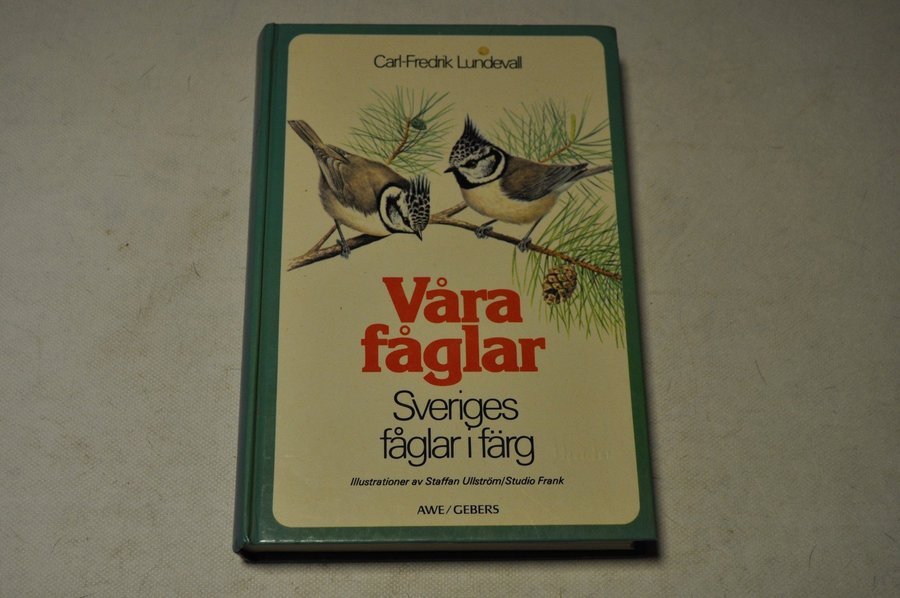 Carl-Fredrik Lundevall
Våra
fåglar
Sveriges
fåglar i färg
Illustrationer av Staffan Ullström/Studio Frank
AWE/GEBERS